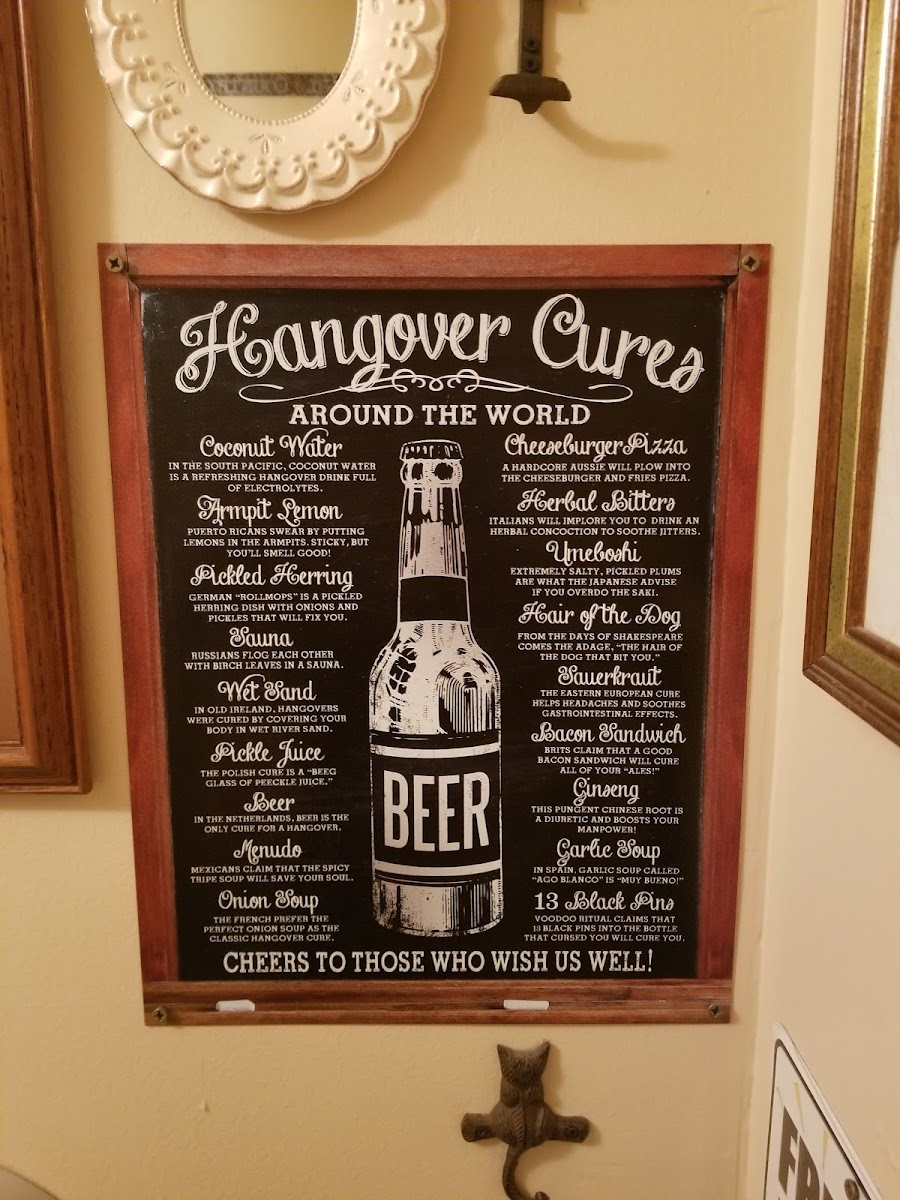 Hangover Cures
AROUND THE WORLD
Coconut Water
IN THE SOUTH PACIFIC, COCONUT WATER
IS A REFRESHING HANGOVER DRINK FULL
OF ELECTROLYTES.
Armpit Lemon
PUERTO RICANS SWEAR BY PUTTING
LEMONS IN THE ARMPITS. STICKY, BUT
YOU'LL SMELL GOOD!
Pickled Herring
GERMAN "ROLLMOPS" IS A PICKLED
HERRING DISH WITH ONIONS AND
PICKLES THAT WILL FIX YOU.
Sauna
RUSSIANS FLOG EACH OTHER
WITH BIRCH LEAVES IN A SAUNA.
Wet Sand
IN OLD IRELAND, HANGOVERS
WERE CURED BY COVERING YOUR
BODY IN WET RIVER SAND.
Pickle Juice
THE POLISH CURE IS A "BEEG
GLASS OF PEECKLE JUICE."
Beer
IN THE NETHERLANDS, BEER IS THE
ONLY CURE FOR A HANGOVER.
Menudo
MEXICANS CLAIM THAT THE SPICY
TRIPE SOUP WILL SAVE YOUR SOUL.
Onion Soup
THE FRENCH PREFER THE
PERFECT ONION SOUP AS THE
CLASSIC HANGOVER CURE.
BEER
Cheeseburger Pizza
A HARDCORE AUSSIE WILL PLOW INTO
THE CHEESEBURGER AND FRIES PIZZA.
Herbal Bitters
ITALIANS WILL IMPLORE YOU TO DRINK AN
HERBAL CONCOCTION TO SOOTHE JITTERS.
Umeboshi
EXTREMELY SALTY, PICKLED PLUMS
ARE WHAT THE JAPANESE ADVISE
IF YOU OVERDO THE SAKI.
Hair of the Dog
FROM THE DAYS OF SHAKESPEARE
COMES THE ADAGE, "THE HAIR OF
THE DOG THAT BIT YOU."
Sauerkraut
THE EASTERN EUROPEAN CURE
HELPS HEADACHES AND SOOTHES
GASTROINTESTINAL EFFECTS.
Bacon Sandwich
BRITS CLAIM THAT A GOOD
BACON SANDWICH WILL CURE
ALL OF YOUR "ALES!"
Ginseng
THIS PUNGENT CHINESE ROOT IS
A DIURETIC AND BOOSTS YOUR
MANPOWER!
Garlic Soup
IN SPAIN, GARLIC SOUP CALLED
"AGO BLANCO" IS "MUY BUENO!"
13 Black Pins
VOODOO RITUAL CLAIMS THAT
13 BLACK PINS INTO THE BOTTLE
THAT CURSED YOU WILL CURE YOU.
CHEERS TO THOSE WHO WISH US WELL!